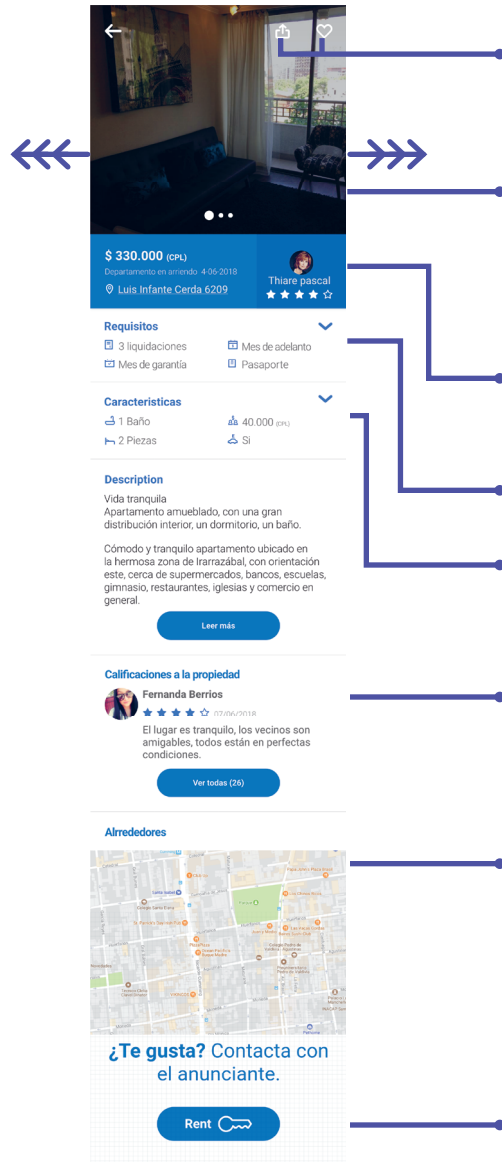 $ 330.000 (CPL)
Departamento en arriendo 4-06-2018
Luis Infante Cerda 6209
Thiare pascal
Requisitos
3 liquidaciones
Mes de adelanto
Mes de garantía
Pasaporte
Caracteristicas
1 Baño
40.000 (CPL)
2 Piezas
Si
Description
Vida tranquila
Apartamento amueblado, con una gran
distribución interior, un dormitorio, un baño.
Cómodo y tranquilo apartamento ubicado en
la hermosa zona de Irarrazábal, con orientación
este, cerca de supermercados, bancos, escuelas,
gimnasio, restaurantes, iglesias y comercio en
general.
Leer más
Calificaciones a la propiedad
Fernanda Berrios
07/06/2018
El lugar es tranquilo, los vecinos son
amigables, todos están en perfectas
condiciones.
Ver todas (26)
Alrrededores
Santa Isabel
¿Te gusta? Contacta con
el anunciante.
Rent